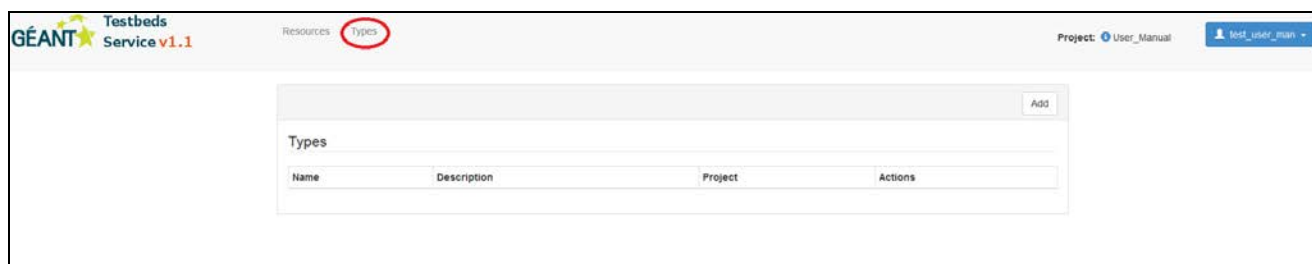 GÉANT Testbeds Service v1.1
Resources Types
Project: User_Manual
test_user_man
Add
Types
Name Description Project Actions